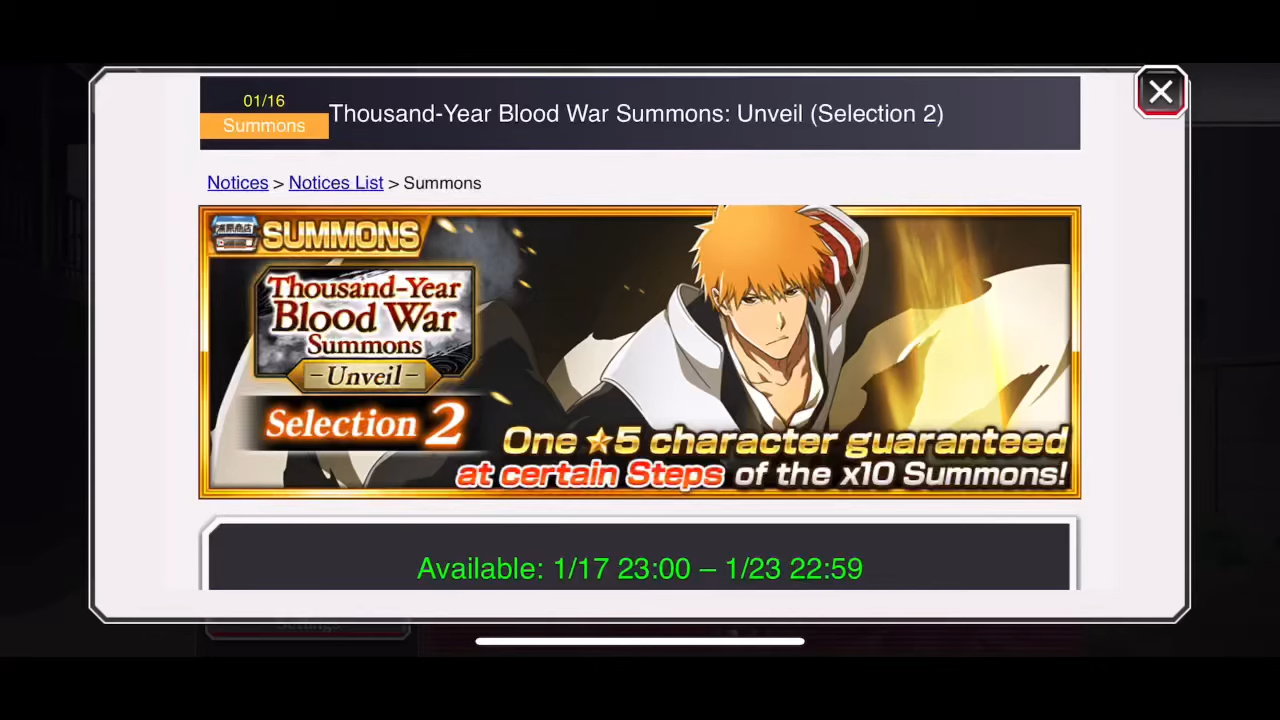 01/16
Summons
Thousand-Year Blood War Summons: Unveil (Selection 2)
Notices > Notices List > Summons
SUMMONS
Thousand-Year
Blood War
Summons
-Unveil-
Selection 2
One ★5 character guaranteed
at certain Steps of the x10 Summons!
Available: 1/17 23:00 – 1/23 22:59
Settings